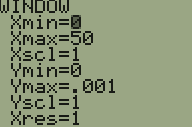 WINDOW
Xmin=0
Xmax=50
Xscl=1
Ymin=0
Ymax=.001
Yscl=1
Xres=1